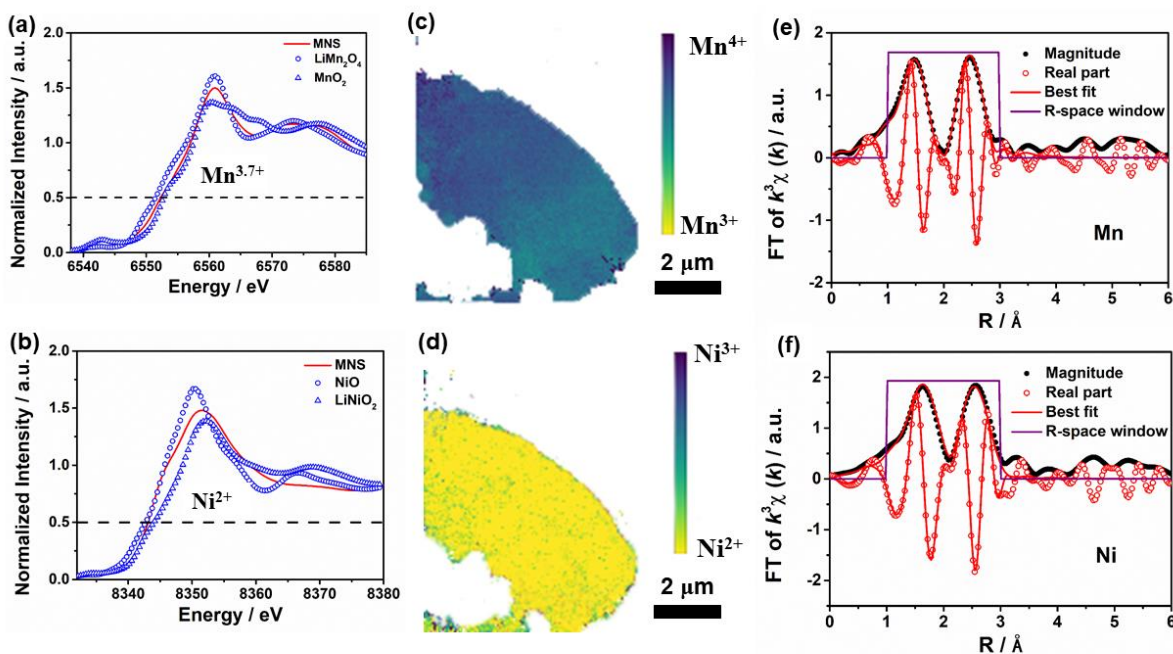 (a)
Normalized Intensity / a.u.
2.0
1.5
1.0
0.5
0.0
MNS
LiMn₂O₄
MnO₂
Mn³·⁷⁺
6540 6550 6560 6570 6580
Energy / eV
(c)
Mn⁴⁺
Mn³⁺
2 μm
(e)
FT of k³χ (k) / a.u.
2
1
0
-1
-2
Magnitude
Real part
Best fit
R-space window
Mn
0 1 2 3 4 5 6
R / Å
(b)
Normalized Intensity / a.u.
2.0
1.5
1.0
0.5
0.0
MNS
NiO
LiNiO₂
Ni²⁺
8340 8350 8360 8370 8380
Energy / eV
(d)
Ni³⁺
Ni²⁺
2 μm
(f)
FT of k³χ (k) / a.u.
2
1
0
-1
-2
Magnitude
Real part
Best fit
R-space window
Ni
0 1 2 3 4 5 6
R / Å